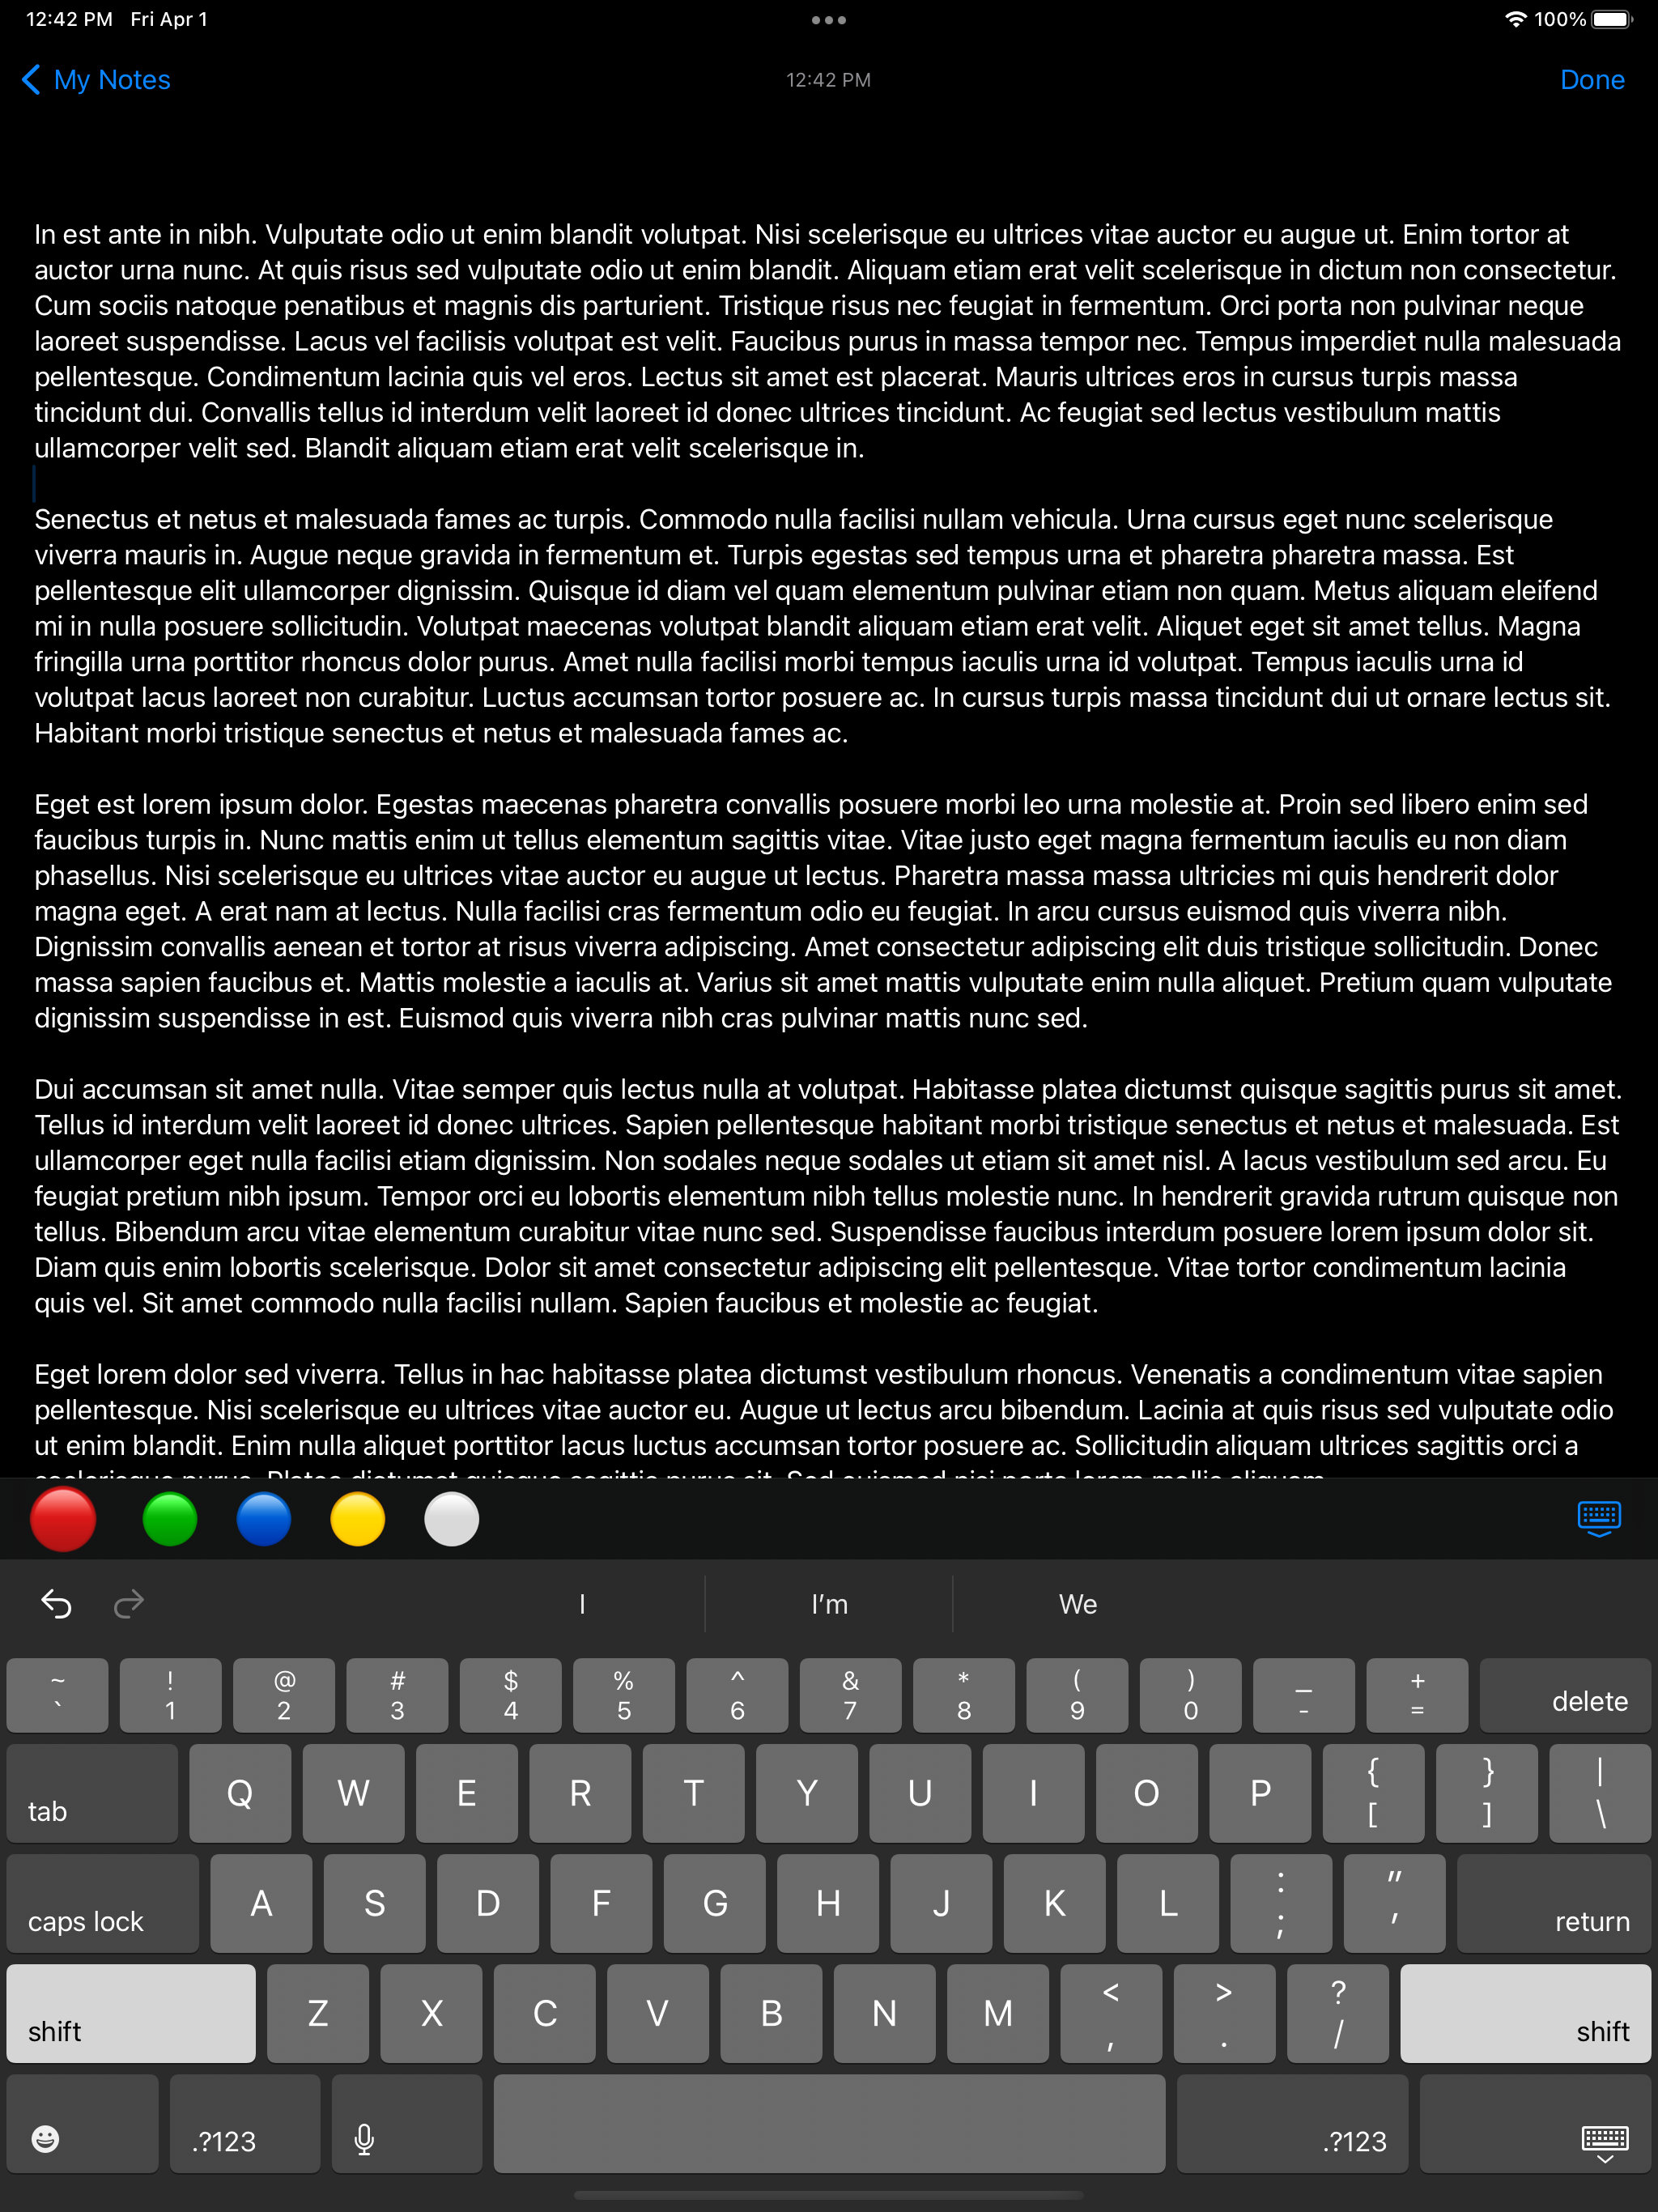 12:42 PM Fri Apr 1
100%
My Notes
12:42 PM
Done
In est ante in nibh. Vulputate odio ut enim blandit volutpat. Nisi scelerisque eu ultrices vitae auctor eu augue ut. Enim tortor at
auctor urna nunc. At quis risus sed vulputate odio ut enim blandit. Aliquam etiam erat velit scelerisque in dictum non consectetur.
Cum sociis natoque penatibus et magnis dis parturient. Tristique risus nec feugiat in fermentum. Orci porta non pulvinar neque
laoreet suspendisse. Lacus vel facilisis volutpat est velit. Faucibus purus in massa tempor nec. Tempus imperdiet nulla malesuada
pellentesque. Condimentum lacinia quis vel eros. Lectus sit amet est placerat. Mauris ultrices eros in cursus turpis massa
tincidunt dui. Convallis tellus id interdum velit laoreet id donec ultrices tincidunt. Ac feugiat sed lectus vestibulum mattis
ullamcorper velit sed. Blandit aliquam etiam erat velit scelerisque in.
Senectus et netus et malesuada fames ac turpis. Commodo nulla facilisi nullam vehicula. Urna cursus eget nunc scelerisque
viverra mauris in. Augue neque gravida in fermentum et. Turpis egestas sed tempus urna et pharetra pharetra massa. Est
pellentesque elit ullamcorper dignissim. Quisque id diam vel quam elementum pulvinar etiam non quam. Metus aliquam eleifend
mi in nulla posuere sollicitudin. Volutpat maecenas volutpat blandit aliquam etiam erat velit. Aliquet eget sit amet tellus. Magna
fringilla urna porttitor rhoncus dolor purus. Amet nulla facilisi morbi tempus iaculis urna id volutpat. Tempus iaculis urna id
volutpat lacus laoreet non curabitur. Luctus accumsan tortor posuere ac. In cursus turpis massa tincidunt dui ut ornare lectus sit.
Habitant morbi tristique senectus et netus et malesuada fames ac.
Eget est lorem ipsum dolor. Egestas maecenas pharetra convallis posuere morbi leo urna molestie at. Proin sed libero enim sed
faucibus turpis in. Nunc mattis enim ut tellus elementum sagittis vitae. Vitae justo eget magna fermentum iaculis eu non diam
phasellus. Nisi scelerisque eu ultrices vitae auctor eu augue ut lectus. Pharetra massa massa ultricies mi quis hendrerit dolor
magna eget. A erat nam at lectus. Nulla facilisi cras fermentum odio eu feugiat. In arcu cursus euismod quis viverra nibh.
Dignissim convallis aenean et tortor at risus viverra adipiscing. Amet consectetur adipiscing elit duis tristique sollicitudin. Donec
massa sapien faucibus et. Mattis molestie a iaculis at. Varius sit amet mattis vulputate enim nulla aliquet. Pretium quam vulputate
dignissim suspendisse in est. Euismod quis viverra nibh cras pulvinar mattis nunc sed.
Dui accumsan sit amet nulla. Vitae semper quis lectus nulla at volutpat. Habitasse platea dictumst quisque sagittis purus sit amet.
Tellus id interdum velit laoreet id donec ultrices. Sapien pellentesque habitant morbi tristique senectus et netus et malesuada. Est
ullamcorper eget nulla facilisi etiam dignissim. Non sodales neque sodales ut etiam sit amet nisl. A lacus vestibulum sed arcu. Eu
feugiat pretium nibh ipsum. Tempor orci eu lobortis elementum nibh tellus molestie nunc. In hendrerit gravida rutrum quisque non
tellus. Bibendum arcu vitae elementum curabitur vitae nunc sed. Suspendisse faucibus interdum posuere lorem ipsum dolor sit.
Diam quis enim lobortis scelerisque. Dolor sit amet consectetur adipiscing elit pellentesque. Vitae tortor condimentum lacinia
quis vel. Sit amet commodo nulla facilisi nullam. Sapien faucibus et molestie ac feugiat.
Eget lorem dolor sed viverra. Tellus in hac habitasse platea dictumst vestibulum rhoncus. Venenatis a condimentum vitae sapien
pellentesque. Nisi scelerisque eu ultrices vitae auctor eu. Augue ut lectus arcu bibendum. Lacinia at quis risus sed vulputate odio
ut enim blandit. Enim nulla aliquet porttitor lacus luctus accumsan tortor posuere ac. Sollicitudin aliquam ultrices sagittis orci a
I I’m We
~ ! @ # $ % ^ & * ( ) _ +
` 1 2 3 4 5 6 7 8 9 0 - = delete
tab Q W E R T Y U I O P { [ } ] | \
caps lock A S D F G H J K L : ; " ' return
shift Z X C V B N M < , > . ? / shift
.?123 .?123